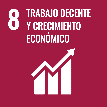 8 TRABAJO DECENTE
Y CRECIMIENTO
ECONÓMICO